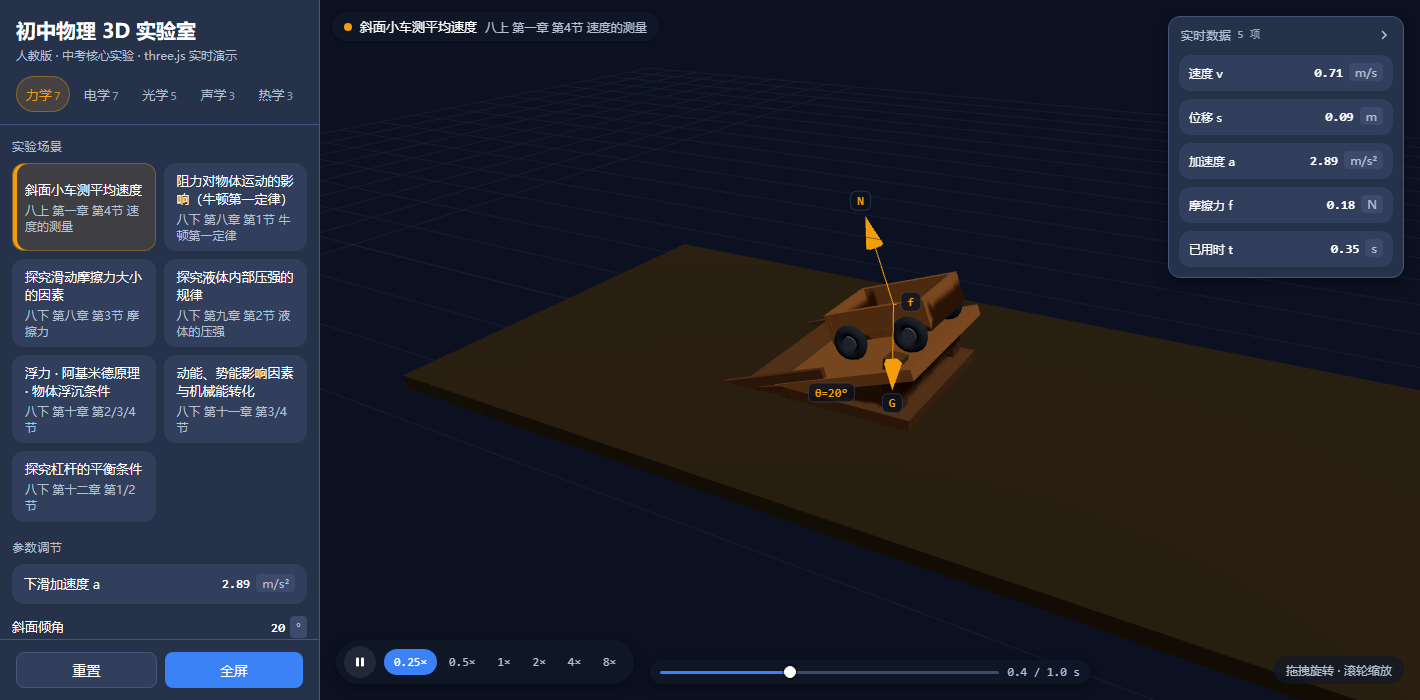 初中物理 3D 实验室
人教版 · 中考核心实验 · three.js 实时演示
力学 7 电学 7 光学 5 声学 3 热学 3
实验场景
斜面小车测平均速度
八上 第一章 第4节 速
度的测量
阻力对物体运动的影
响（牛顿第一定律）
八下 第八章 第1节 牛
顿第一定律
探究滑动摩擦力大小
的因素
八下 第八章 第3节 摩
擦力
探究液体内部压强的
规律
八下 第九章 第2节 液
体的压强
浮力 · 阿基米德原理
· 物体浮沉条件
八下 第十章 第2/3/4
节
动能、势能影响因素
与机械能转化
八下 第十一章 第3/4
节
探究杠杆的平衡条件
八下 第十二章 第1/2
节
参数调节
下滑加速度 a 2.89 m/s²
斜面倾角 20 °
重置 全屏
斜面小车测平均速度 八上 第一章 第4节 速度的测量
N
f
θ=20°
G
0.25× 0.5× 1× 2× 4× 8×
0.4 / 1.0 s
实时数据 5 项
速度 v 0.71 m/s
位移 s 0.09 m
加速度 a 2.89 m/s²
摩擦力 f 0.18 N
已用时 t 0.35 s
拖拽旋转 · 滚轮缩放